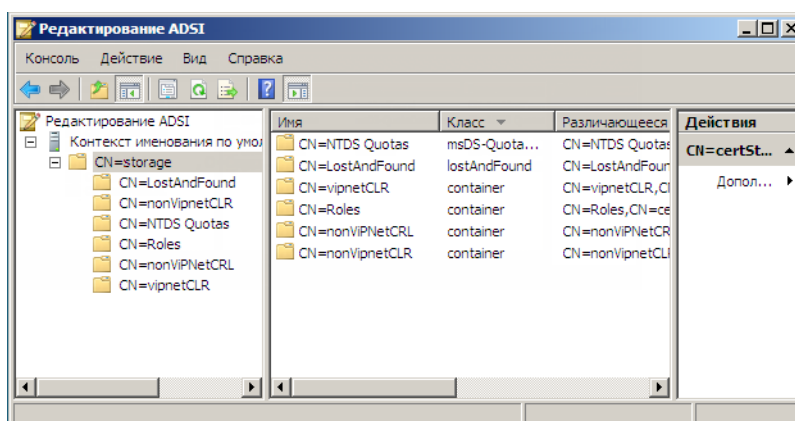 Редактирование ADSI
Консоль Действие Вид Справка
Редактирование ADSI
Контекст именования по умол
CN=storage
CN=LostAndFound
CN=nonVipnetCLR
CN=NTDS Quotas
CN=Roles
CN=nonViPNetCRL
CN=vipnetCLR
Имя Класс Различающееся
CN=NTDS Quotas msDS-Quota... CN=NTDS Quotas
CN=LostAndFound lostAndFound CN=LostAndFoun
CN=vipnetCLR container CN=vipnetCLR,Cl
CN=Roles container CN=Roles,CN=ce
CN=nonViPNetCRL container CN=nonViPNetCR
CN=nonVipnetCLR container CN=nonVipnetCLI
Действия
CN=certSt...
Допол...